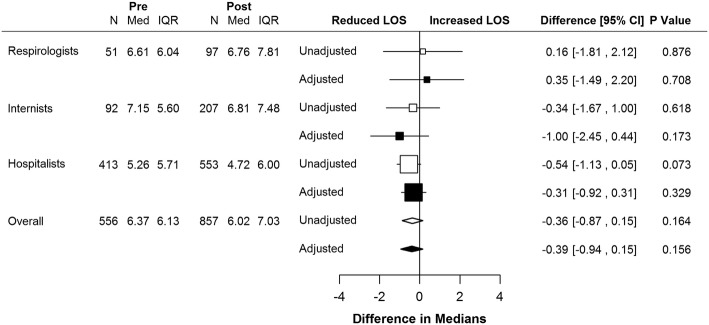 Pre Post
N Med IQR N Med IQR Reduced LOS Increased LOS Difference [95% CI] P Value
Respirologists 51 6.61 6.04 97 6.76 7.81 Unadjusted 0.16 [-1.81 , 2.12] 0.876
Adjusted 0.35 [-1.49 , 2.20] 0.708
Internists 92 7.15 5.60 207 6.81 7.48 Unadjusted -0.34 [-1.67 , 1.00] 0.618
Adjusted -1.00 [-2.45 , 0.44] 0.173
Hospitalists 413 5.26 5.71 553 4.72 6.00 Unadjusted -0.54 [-1.13 , 0.05] 0.073
Adjusted -0.31 [-0.92 , 0.31] 0.329
Overall 556 6.37 6.13 857 6.02 7.03 Unadjusted -0.36 [-0.87 , 0.15] 0.164
Adjusted -0.39 [-0.94 , 0.15] 0.156
-4 -2 0 2 4
Difference in Medians